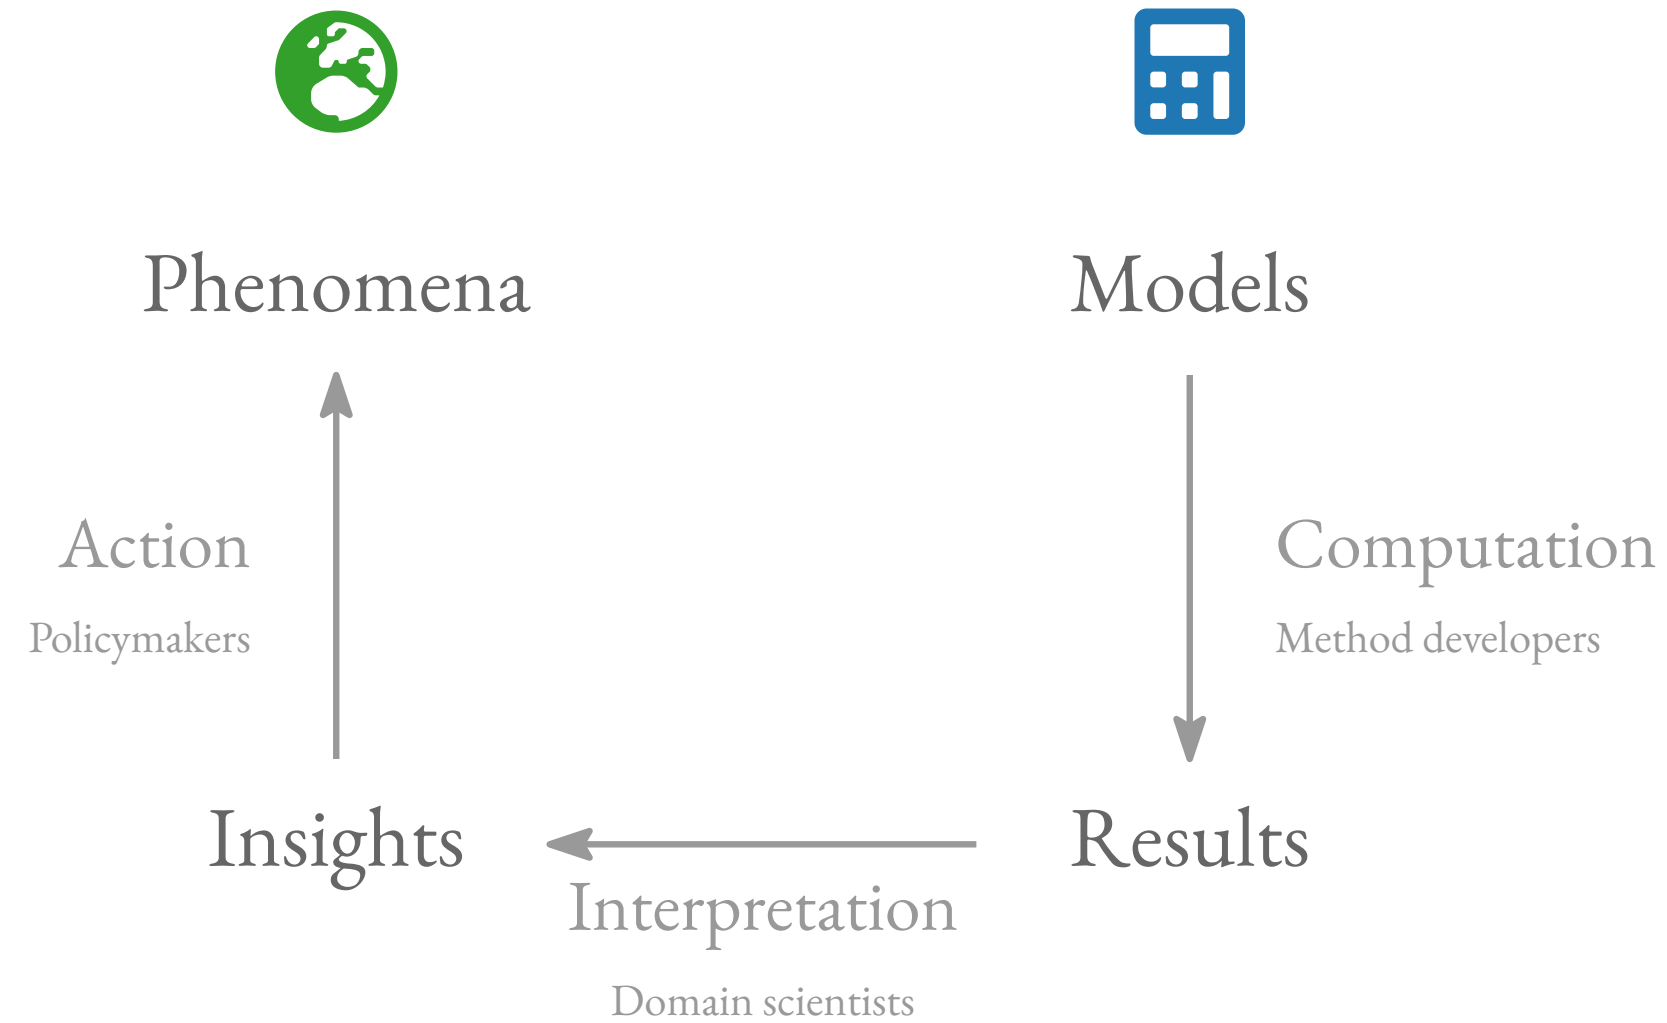 Phenomena
Models
Action
Policymakers
Computation
Method developers
Insights
Results
Interpretation
Domain scientists